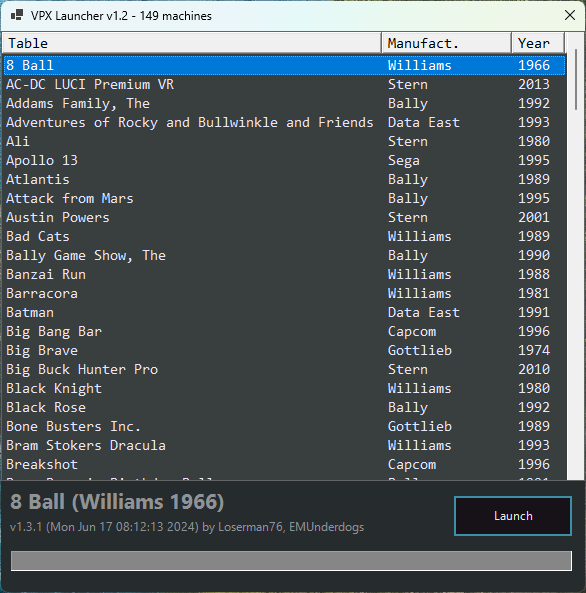 VPX Launcher v1.2 - 149 machines
Table Manufact. Year
8 Ball Williams 1966
AC-DC LUCI Premium VR Stern 2013
Addams Family, The Bally 1992
Adventures of Rocky and Bullwinkle and Friends Data East 1993
Ali Stern 1980
Apollo 13 Sega 1995
Atlantis Bally 1989
Attack from Mars Bally 1995
Austin Powers Stern 2001
Bad Cats Williams 1989
Bally Game Show, The Bally 1990
Banzai Run Williams 1988
Barracora Williams 1981
Batman Data East 1991
Big Bang Bar Capcom 1996
Big Brave Gottlieb 1974
Big Buck Hunter Pro Stern 2010
Black Knight Williams 1980
Black Rose Bally 1992
Bone Busters Inc. Gottlieb 1989
Bram Stokers Dracula Williams 1993
Breakshot Capcom 1996
8 Ball (Williams 1966)
v1.3.1 (Mon Jun 17 08:12:13 2024) by Loserman76, EMUnderdogs
Launch